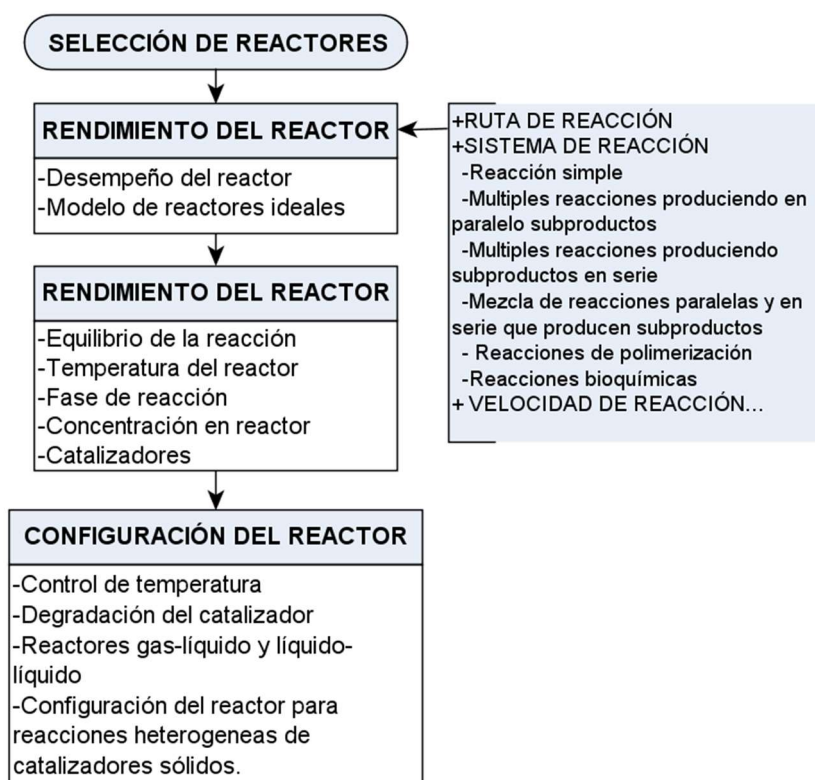 SELECCIÓN DE REACTORES
RENDIMIENTO DEL REACTOR
-Desempeño del reactor
-Modelo de reactores ideales
+RUTA DE REACCIÓN
+SISTEMA DE REACCIÓN
-Reacción simple
-Multiples reacciones produciendo en
paralelo subproductos
-Multiples reacciones produciendo
subproductos en serie
-Mezcla de reacciones paralelas y en
serie que producen subproductos
- Reacciones de polimerización
-Reacciones bioquímicas
+ VELOCIDAD DE REACCIÓN...
RENDIMIENTO DEL REACTOR
-Equilibrio de la reacción
-Temperatura del reactor
-Fase de reacción
-Concentración en reactor
-Catalizadores
CONFIGURACIÓN DEL REACTOR
-Control de temperatura
-Degradación del catalizador
-Reactores gas-líquido y líquido-
líquido
-Configuración del reactor para
reacciones heterogeneas de
catalizadores sólidos.